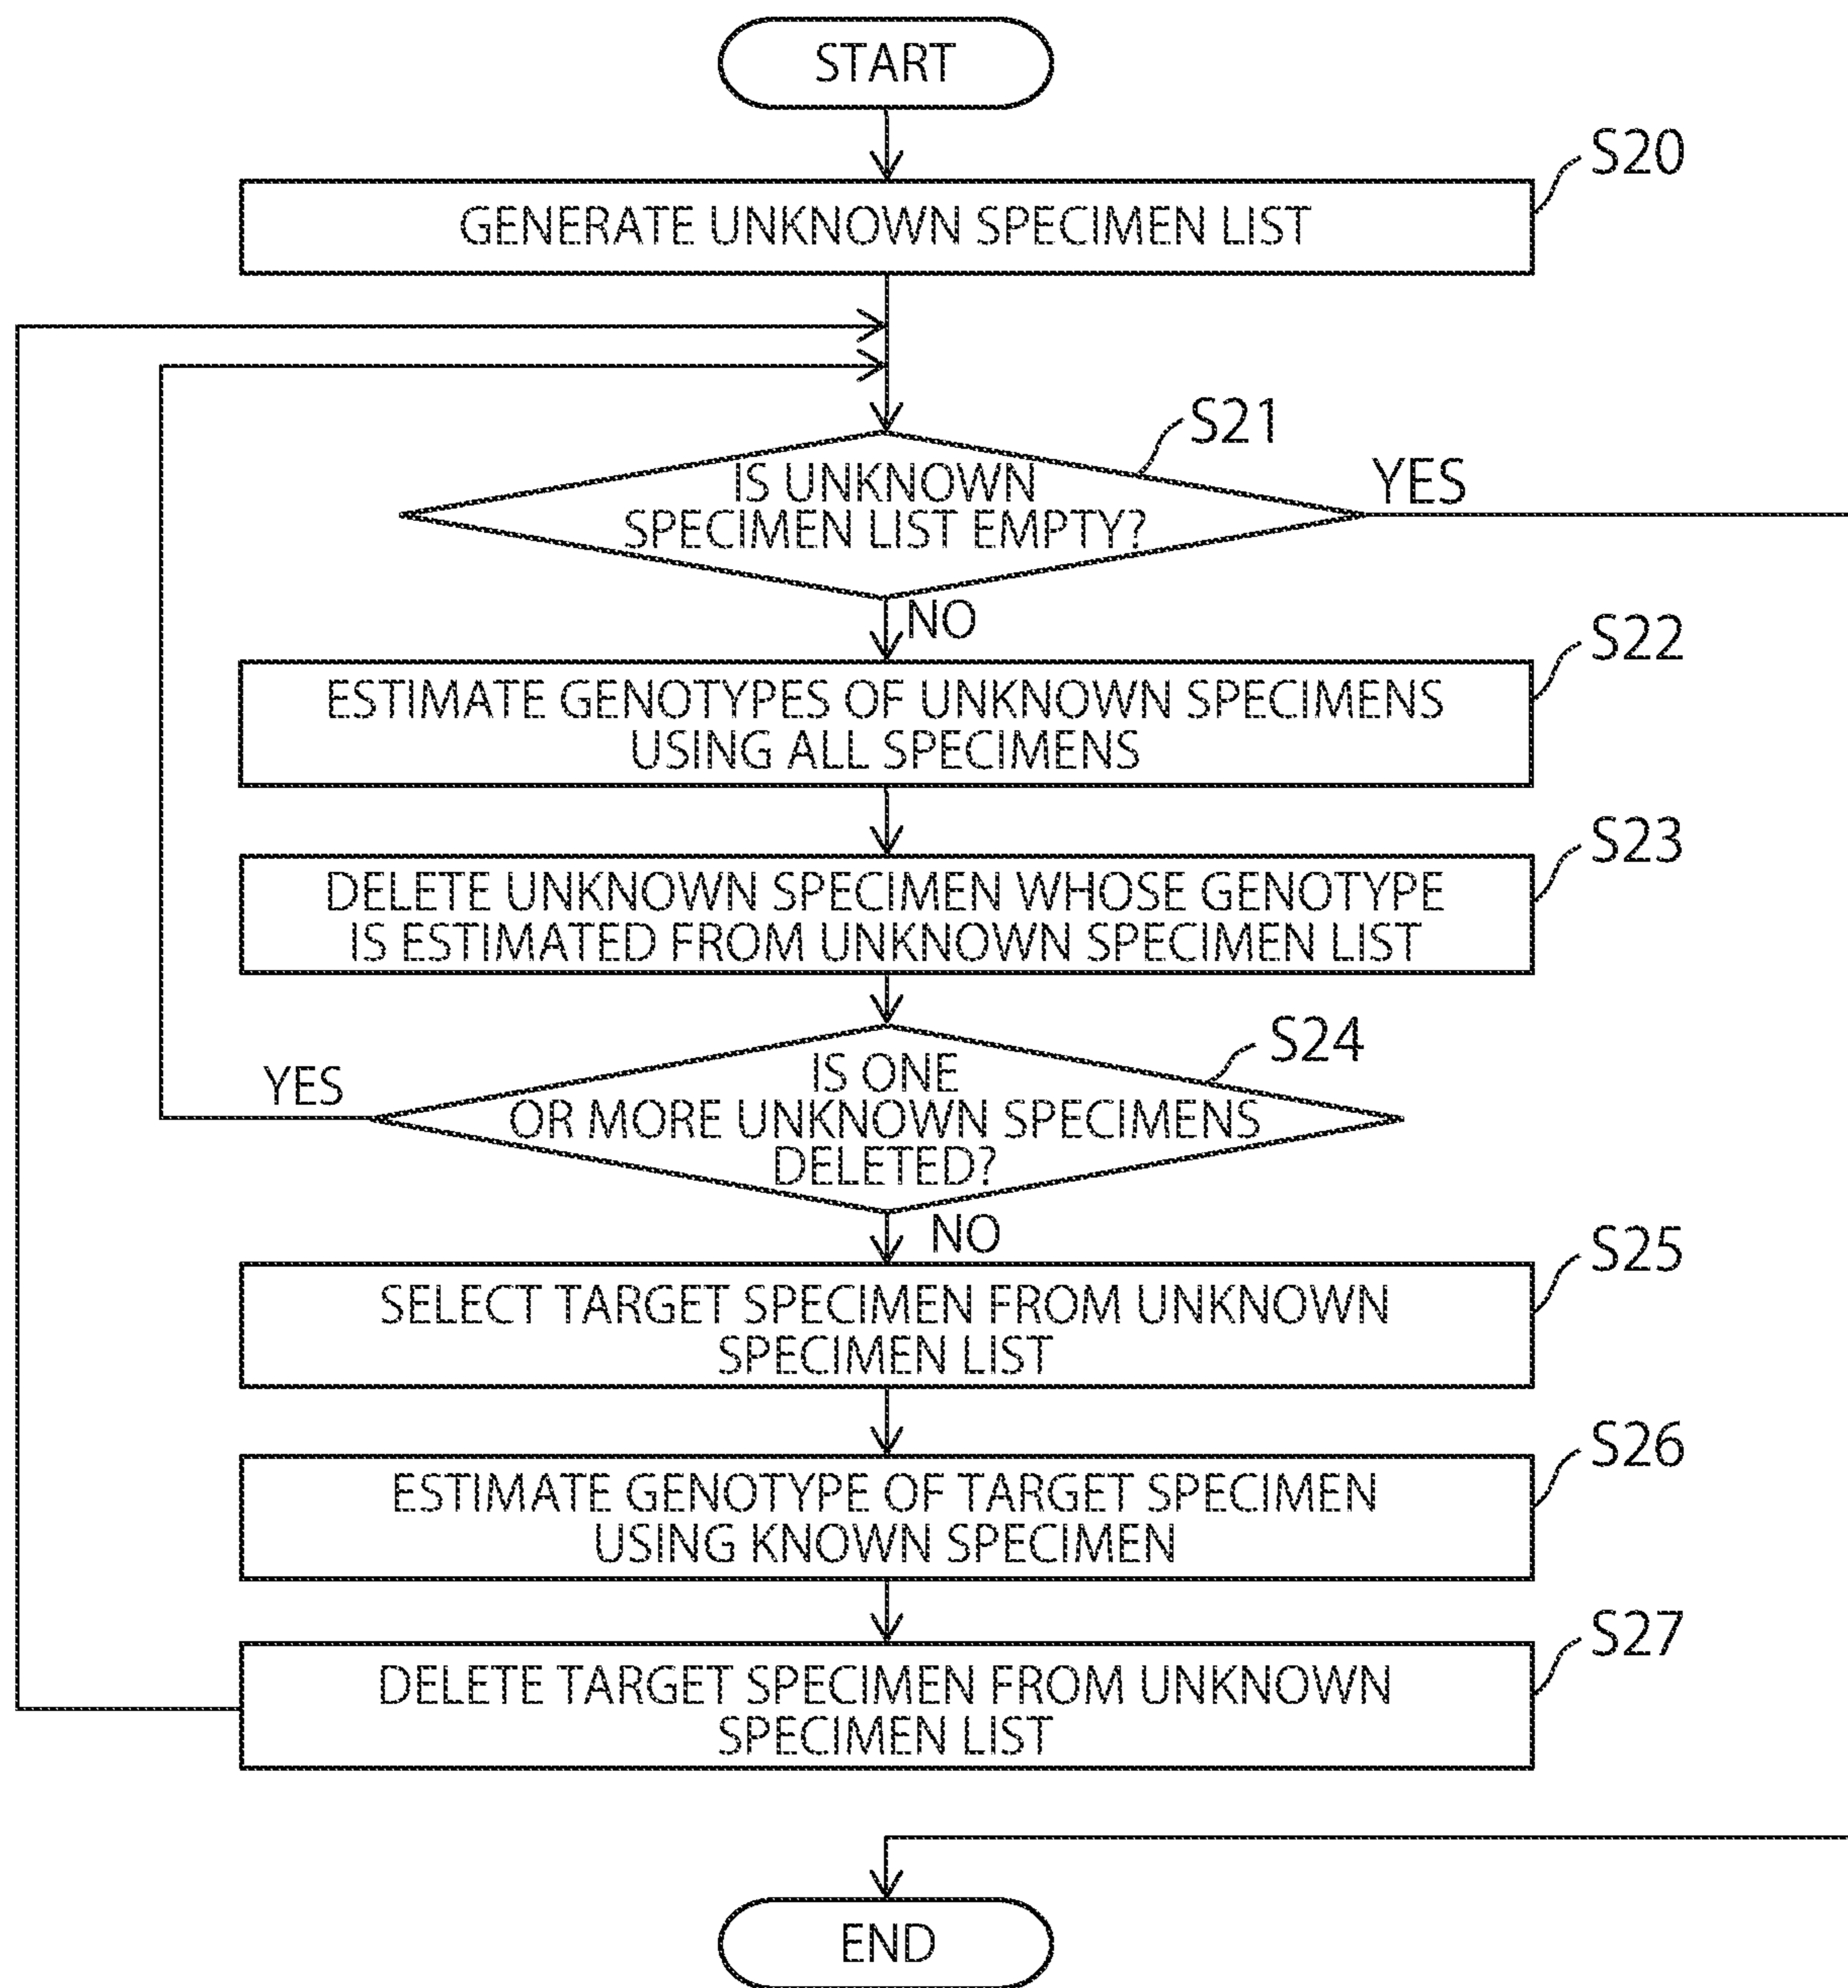 START
S20
GENERATE UNKNOWN SPECIMEN LIST
S21
IS UNKNOWN
SPECIMEN LIST EMPTY?
YES
NO
S22
ESTIMATE GENOTYPES OF UNKNOWN SPECIMENS
USING ALL SPECIMENS
S23
DELETE UNKNOWN SPECIMEN WHOSE GENOTYPE
IS ESTIMATED FROM UNKNOWN SPECIMEN LIST
S24
IS ONE
OR MORE UNKNOWN SPECIMENS
DELETED?
YES
NO
S25
SELECT TARGET SPECIMEN FROM UNKNOWN
SPECIMEN LIST
S26
ESTIMATE GENOTYPE OF TARGET SPECIMEN
USING KNOWN SPECIMEN
S27
DELETE TARGET SPECIMEN FROM UNKNOWN
SPECIMEN LIST
END